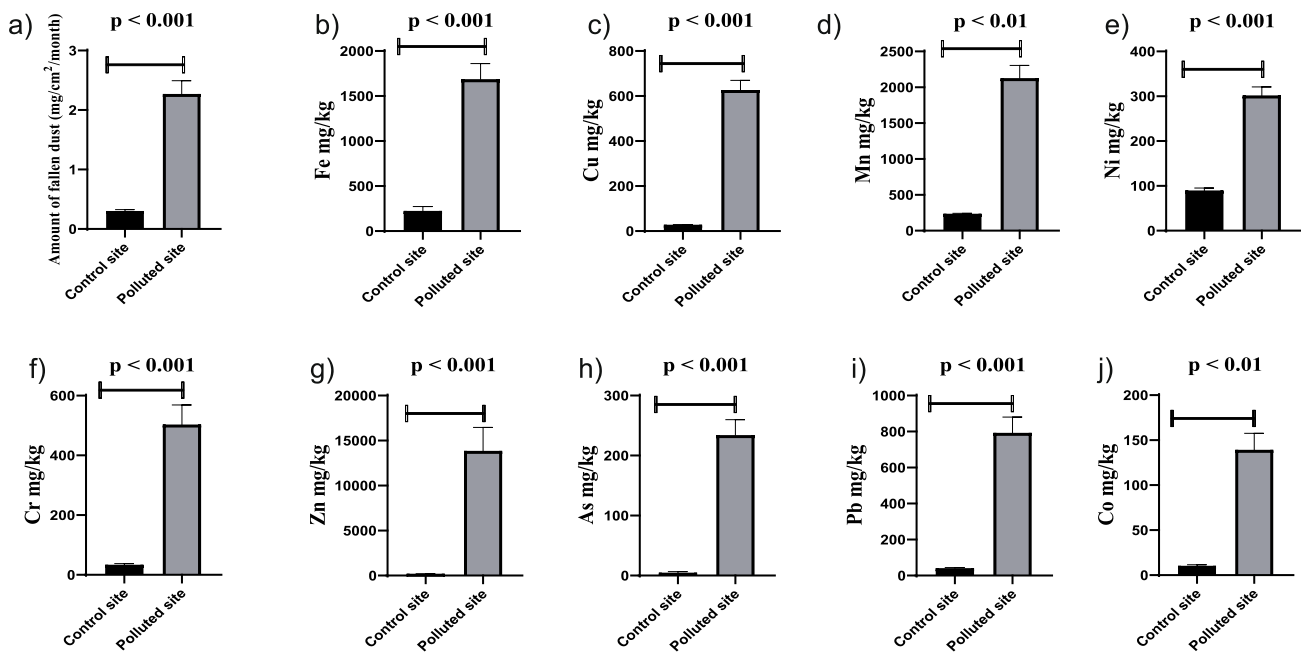 a)
p < 0.001
Amount of fallen dust (mg/cm²/month)
3
2
1
0
Control site
Polluted site
b)
p < 0.001
Fe mg/kg
2000
1500
1000
500
0
Control site
Polluted site
c)
p < 0.001
Cu mg/kg
800
600
400
200
0
Control site
Polluted site
d)
p < 0.01
Mn mg/kg
2500
2000
1500
1000
500
0
Control site
Polluted site
e)
p < 0.001
Ni mg/kg
400
300
200
100
0
Control site
Polluted site
f)
p < 0.001
Cr mg/kg
600
400
200
0
Control site
Polluted site
g)
p < 0.001
Zn mg/kg
20000
15000
10000
5000
0
Control site
Polluted site
h)
p < 0.001
As mg/kg
300
200
100
0
Control site
Polluted site
i)
p < 0.001
Pb mg/kg
1000
800
600
400
200
0
Control site
Polluted site
j)
p < 0.01
Co mg/kg
200
150
100
50
0
Control site
Polluted site